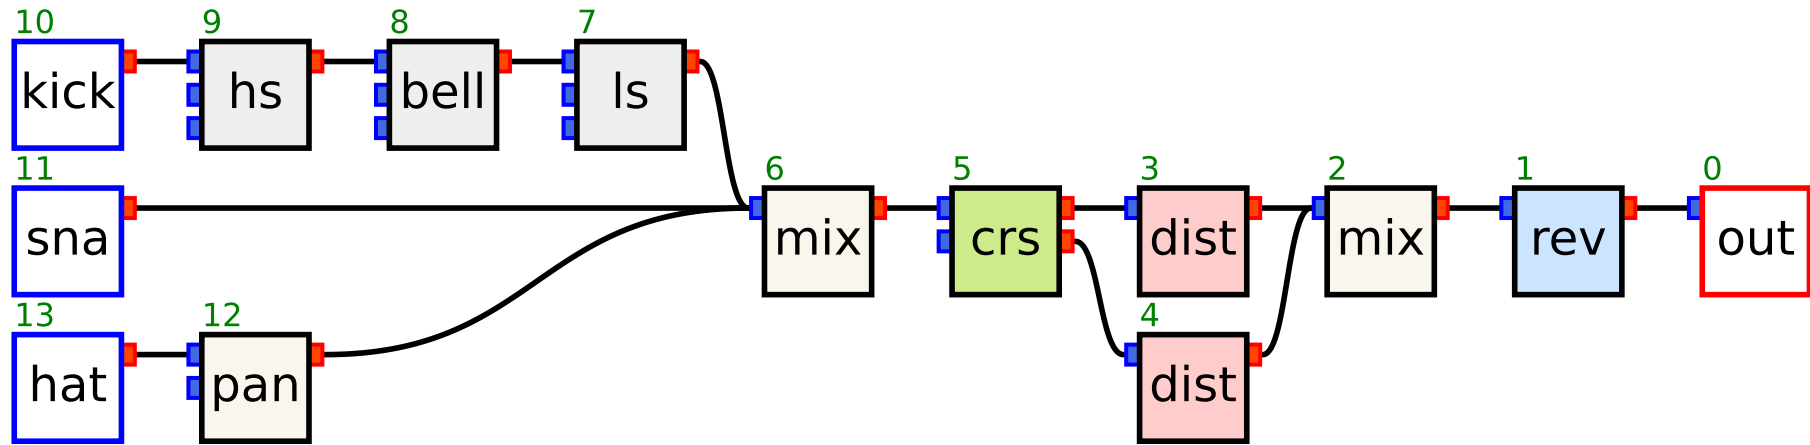 10 9 8 7
kick hs bell ls
11 6 5 3 2 1 0
sna mix crs dist mix rev out
13 12 4
hat pan dist